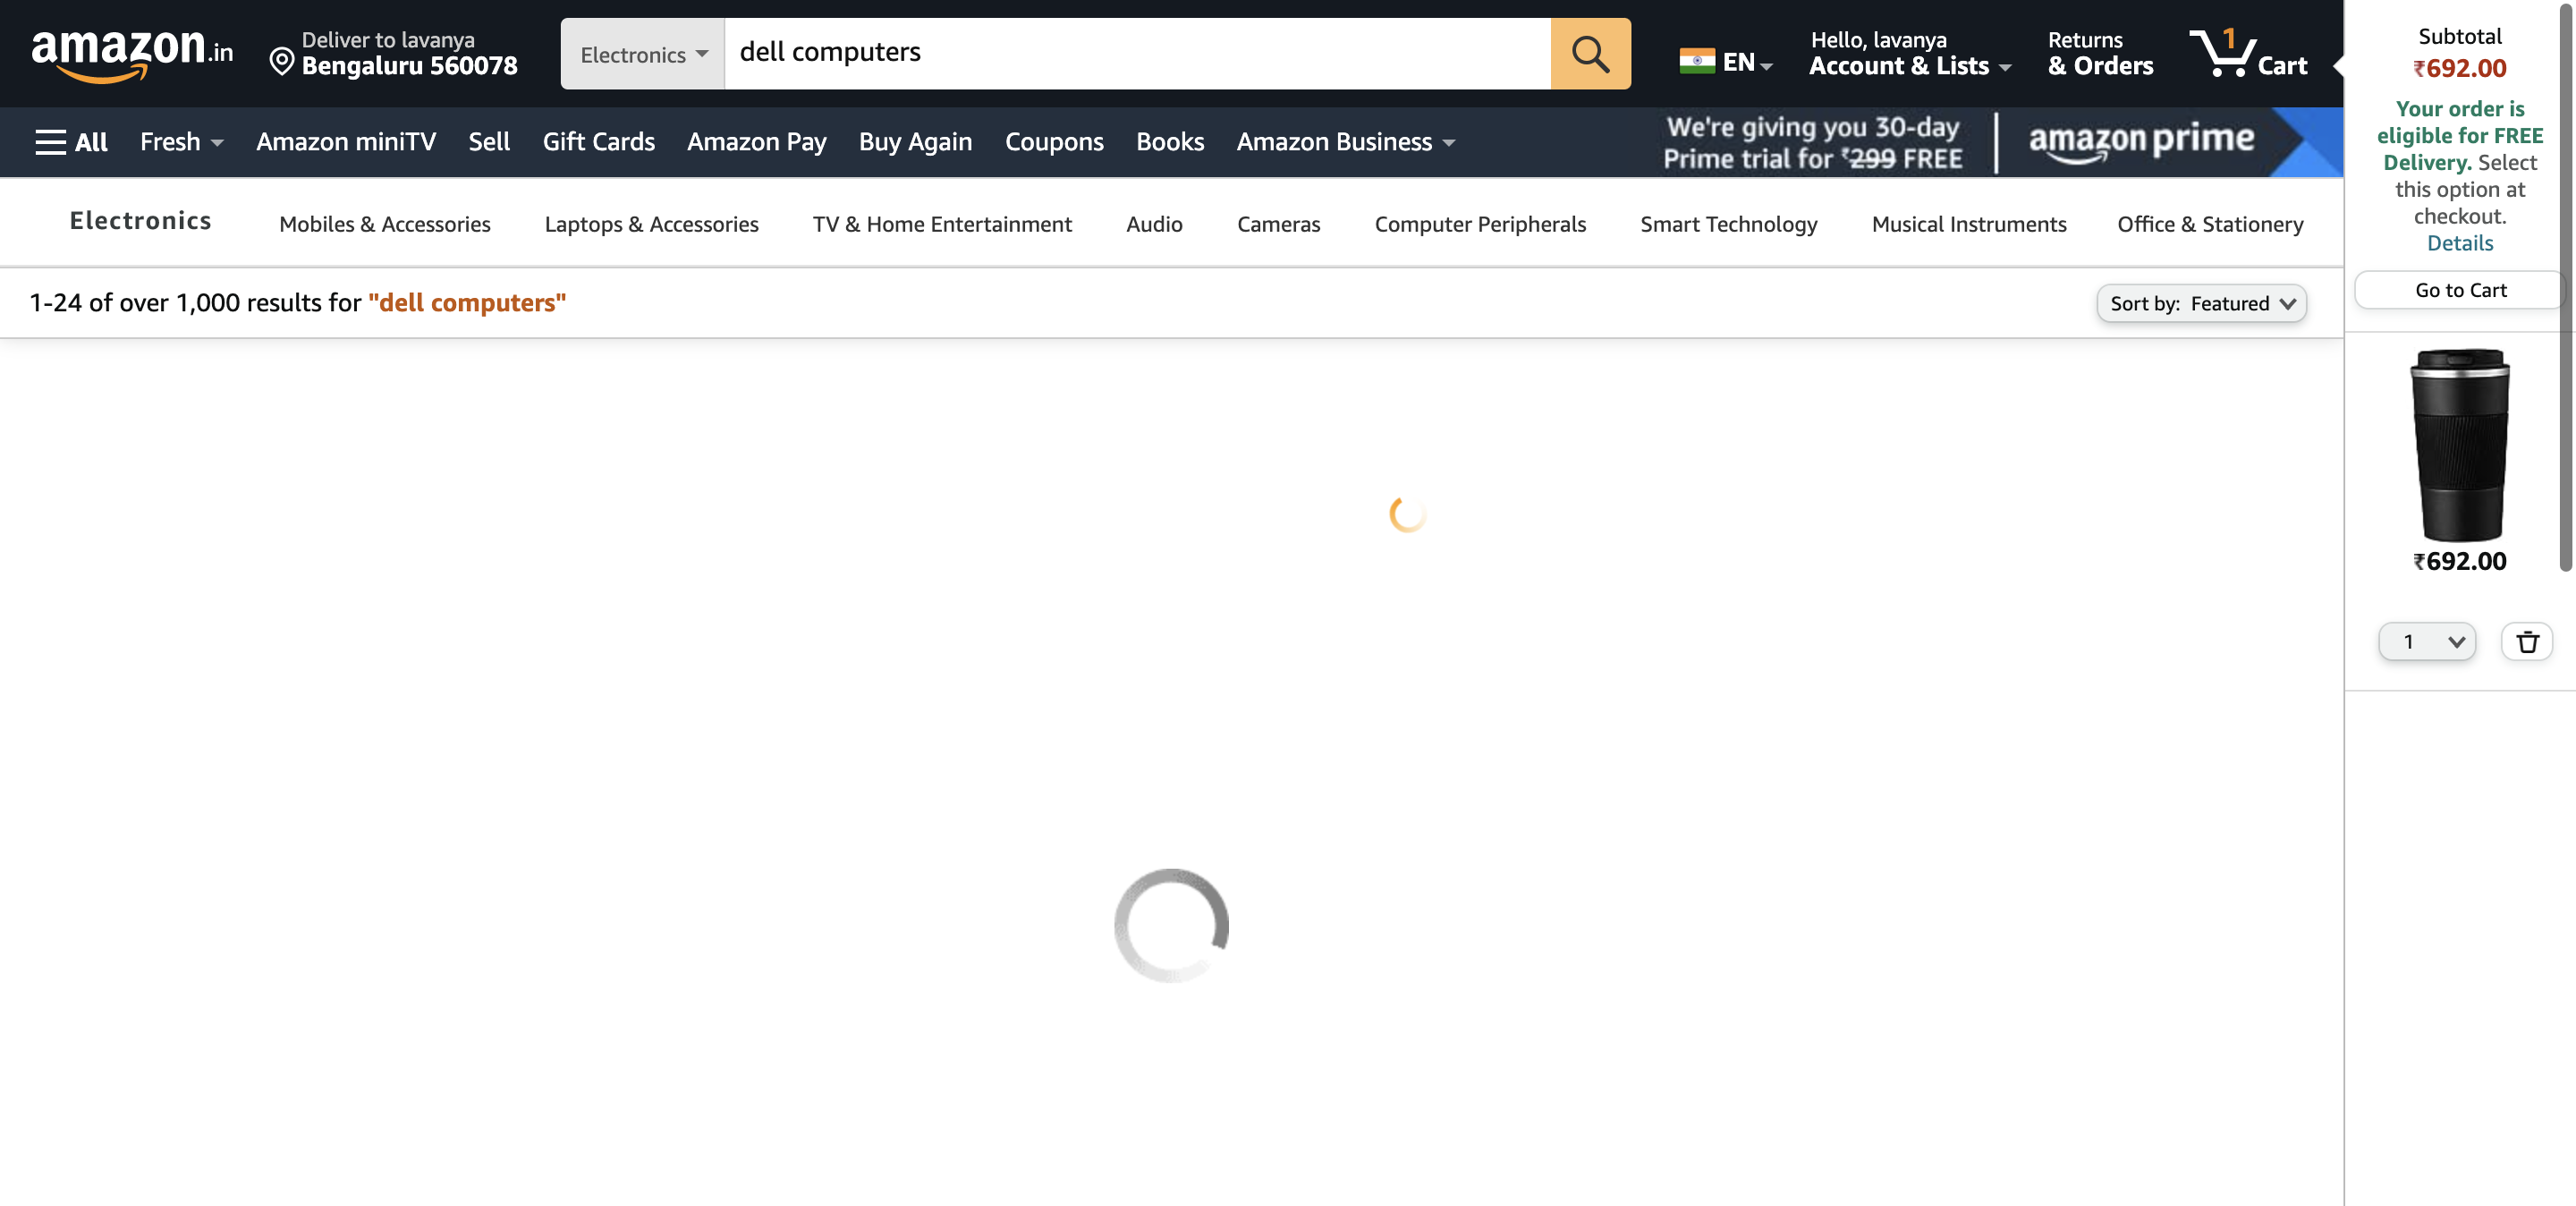 amazon.in
Deliver to lavanya
Bengaluru 560078
Electronics
dell computers
EN
Hello, lavanya
Account & Lists
Returns
& Orders
1
Cart
All
Fresh
Amazon miniTV
Sell
Gift Cards
Amazon Pay
Buy Again
Coupons
Books
Amazon Business
We're giving you 30-day
Prime trial for ₹299 FREE
amazon prime
Electronics
Mobiles & Accessories
Laptops & Accessories
TV & Home Entertainment
Audio
Cameras
Computer Peripherals
Smart Technology
Musical Instruments
Office & Stationery
1-24 of over 1,000 results for "dell computers"
Sort by: Featured
Subtotal
₹692.00
Your order is
eligible for FREE
Delivery. Select
this option at
checkout.
Details
Go to Cart
₹692.00
1